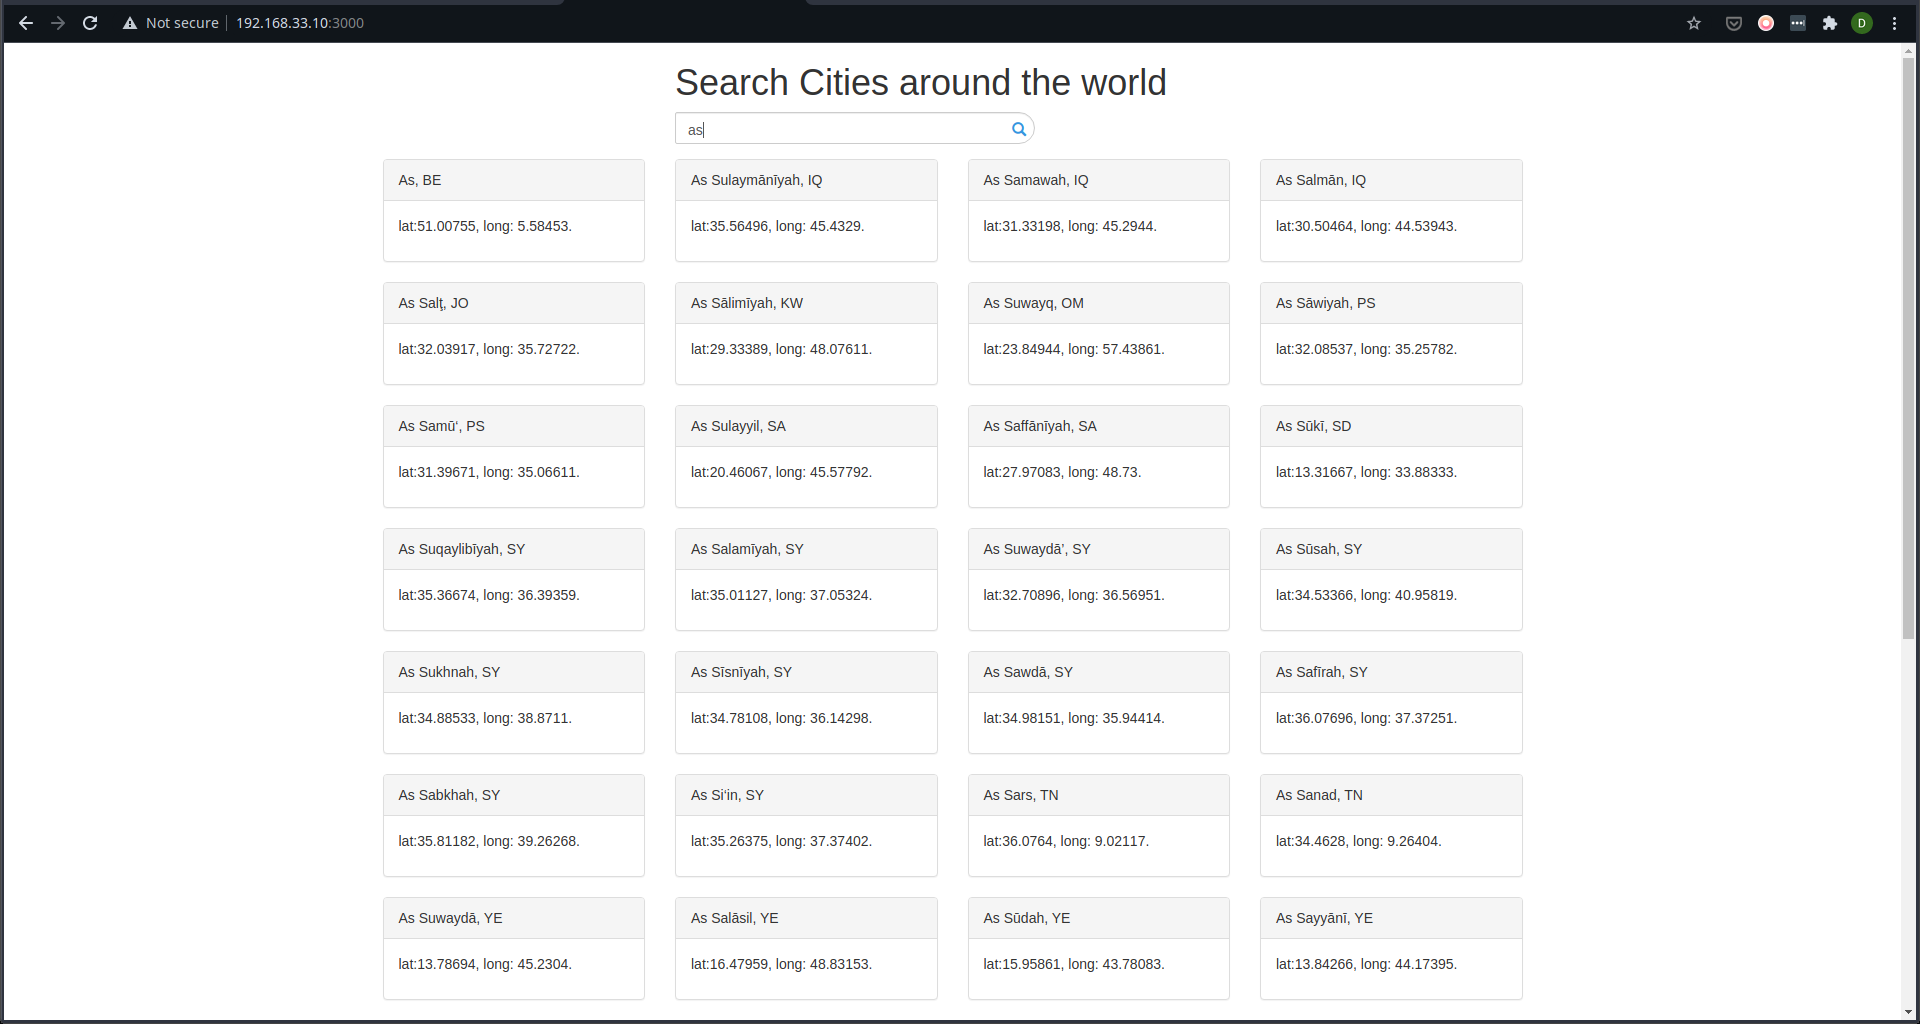 Not secure | 192.168.33.10:3000
D
Search Cities around the world
as
As, BE
As Sulaymānīyah, IQ
As Samawah, IQ
As Salmān, IQ
lat:51.00755, long: 5.58453.
lat:35.56496, long: 45.4329.
lat:31.33198, long: 45.2944.
lat:30.50464, long: 44.53943.
As Salţ, JO
As Sālimīyah, KW
As Suwayq, OM
As Sāwiyah, PS
lat:32.03917, long: 35.72722.
lat:29.33389, long: 48.07611.
lat:23.84944, long: 57.43861.
lat:32.08537, long: 35.25782.
As Samū‘, PS
As Sulayyil, SA
As Saffānīyah, SA
As Sūkī, SD
lat:31.39671, long: 35.06611.
lat:20.46067, long: 45.57792.
lat:27.97083, long: 48.73.
lat:13.31667, long: 33.88333.
As Suqaylibīyah, SY
As Salamīyah, SY
As Suwaydā’, SY
As Sūsah, SY
lat:35.36674, long: 36.39359.
lat:35.01127, long: 37.05324.
lat:32.70896, long: 36.56951.
lat:34.53366, long: 40.95819.
As Sukhnah, SY
As Sīsnīyah, SY
As Sawdā, SY
As Safīrah, SY
lat:34.88533, long: 38.8711.
lat:34.78108, long: 36.14298.
lat:34.98151, long: 35.94414.
lat:36.07696, long: 37.37251.
As Sabkhah, SY
As Si‘in, SY
As Sars, TN
As Sanad, TN
lat:35.81182, long: 39.26268.
lat:35.26375, long: 37.37402.
lat:36.0764, long: 9.02117.
lat:34.4628, long: 9.26404.
As Suwaydā, YE
As Salāsil, YE
As Sūdah, YE
As Sayyānī, YE
lat:13.78694, long: 45.2304.
lat:16.47959, long: 48.83153.
lat:15.95861, long: 43.78083.
lat:13.84266, long: 44.17395.